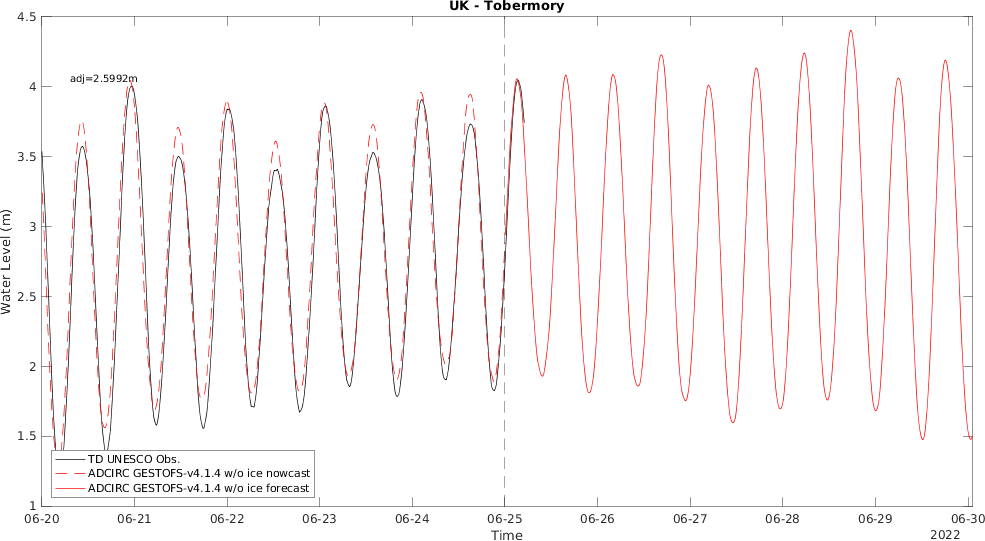 UK - Tobermory
adj=2.5992m
4.5
4
3.5
3
2.5
2
1.5
1
Water Level (m)
TD UNESCO Obs.
ADCIRC GESTOFS-v4.1.4 w/o ice nowcast
ADCIRC GESTOFS-v4.1.4 w/o ice forecast
06-20 06-21 06-22 06-23 06-24 06-25 06-26 06-27 06-28 06-29 06-30
Time
2022